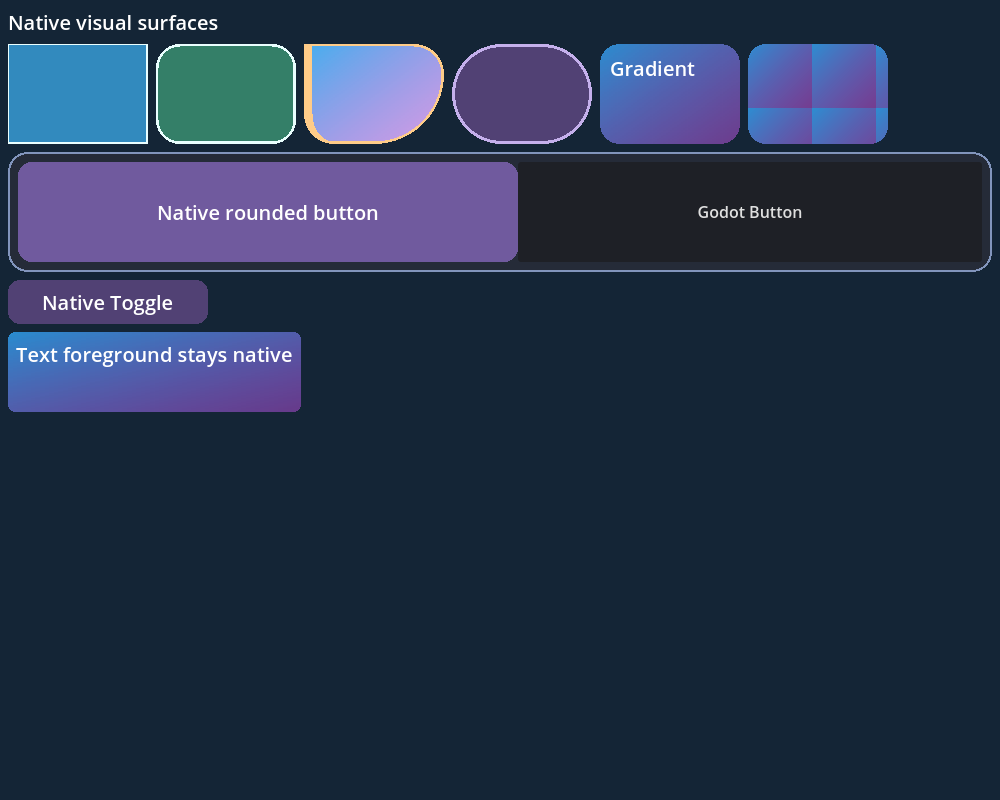 Native visual surfaces
Gradient
Native rounded button
Godot Button
Native Toggle
Text foreground stays native